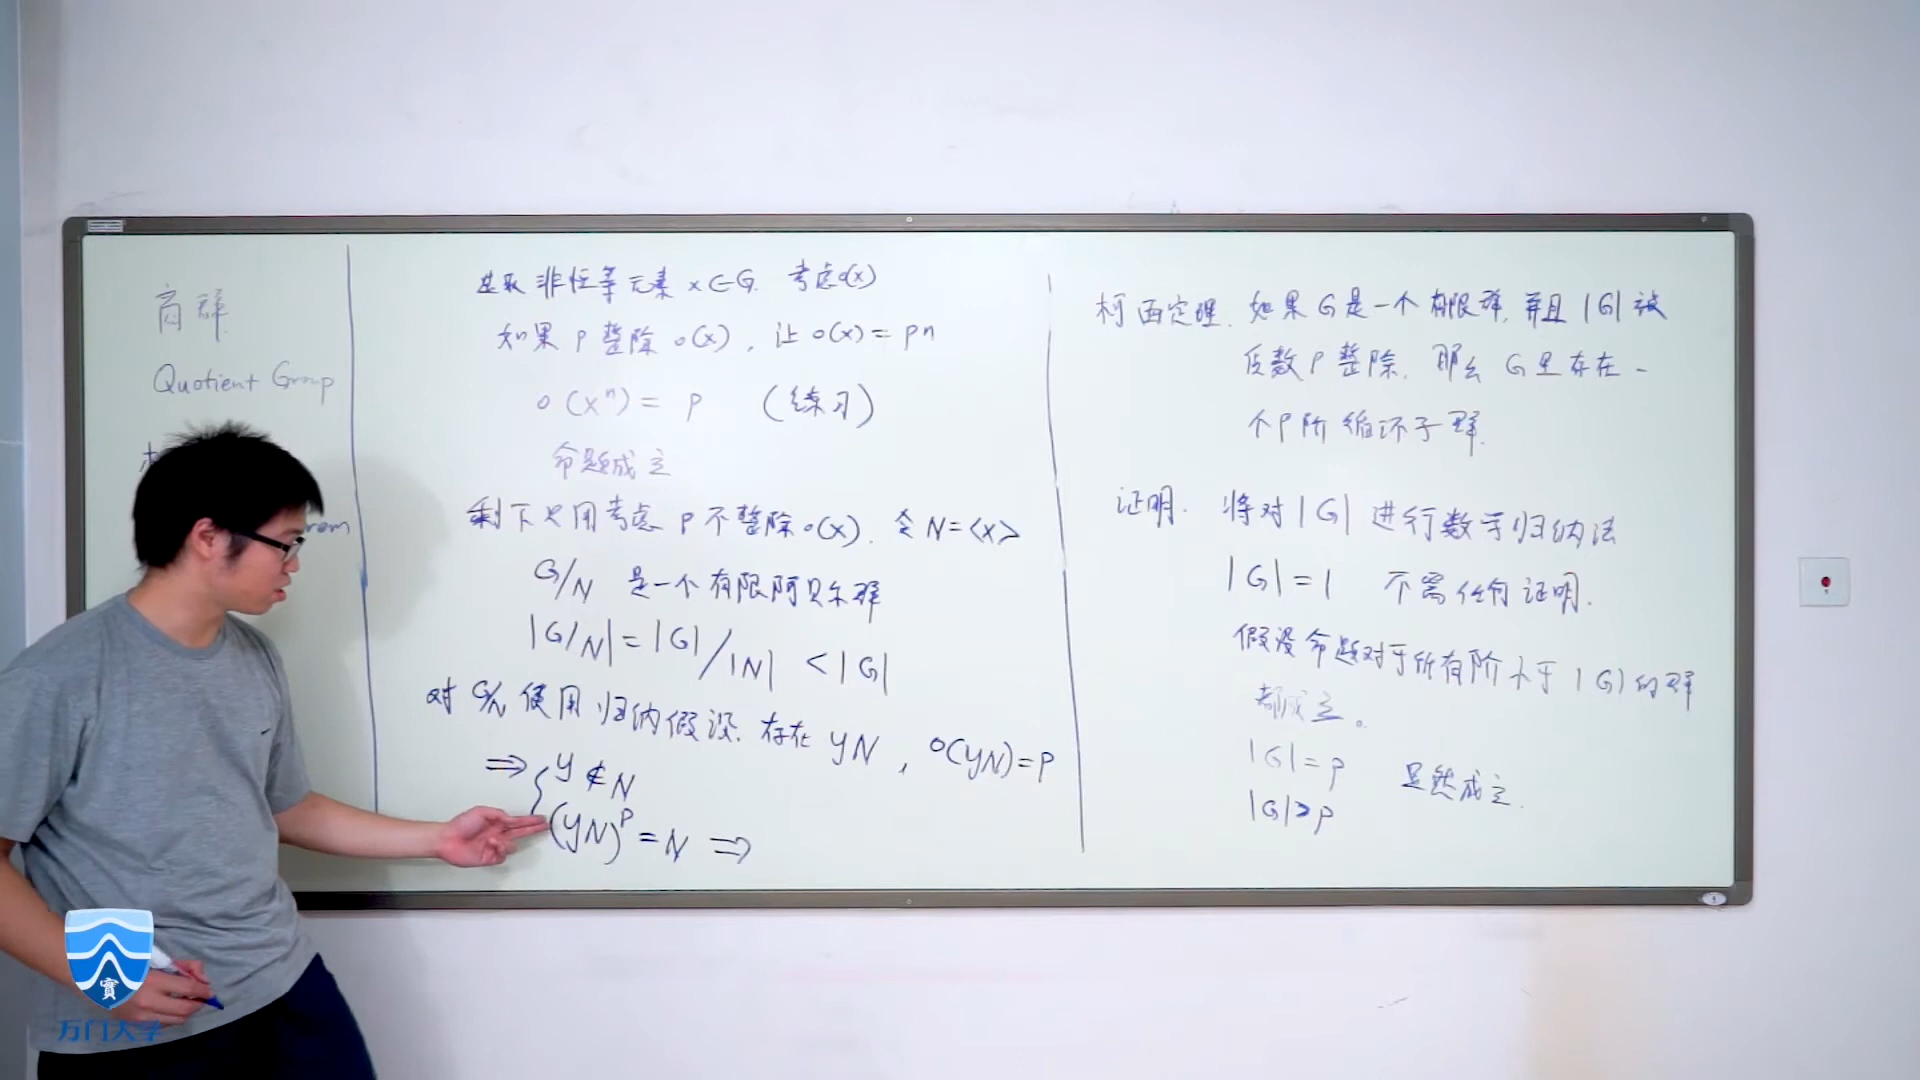 商群
Quotient Group
rem
选取非恒等元素 x∈G. 考虑o(x)
如果 p 整除 o(x), 让 o(x) = pn
o(xⁿ) = p (练习)
命题成立
剩下只用考虑 p 不整除 o(x). 令 N = <x>
G/N 是一个有限阿贝尔群
|G/N| = |G|/|N| < |G|
对 G/N 使用归纳假设. 存在 yN, o(yN) = p
⇒ { y ∉ N
(yN)ᵖ = N ⇒
柯西定理. 如果 G 是一个有限群, 并且 |G| 被
质数 p 整除. 那么 G 里存在一
个 p 阶循环子群.
证明. 将对 |G| 进行数学归纳法
|G| = 1 不需任何证明.
假设命题对于所有阶小于 |G| 的群
都成立。
|G| = p 显然成立.
|G| > p
實
万门大学